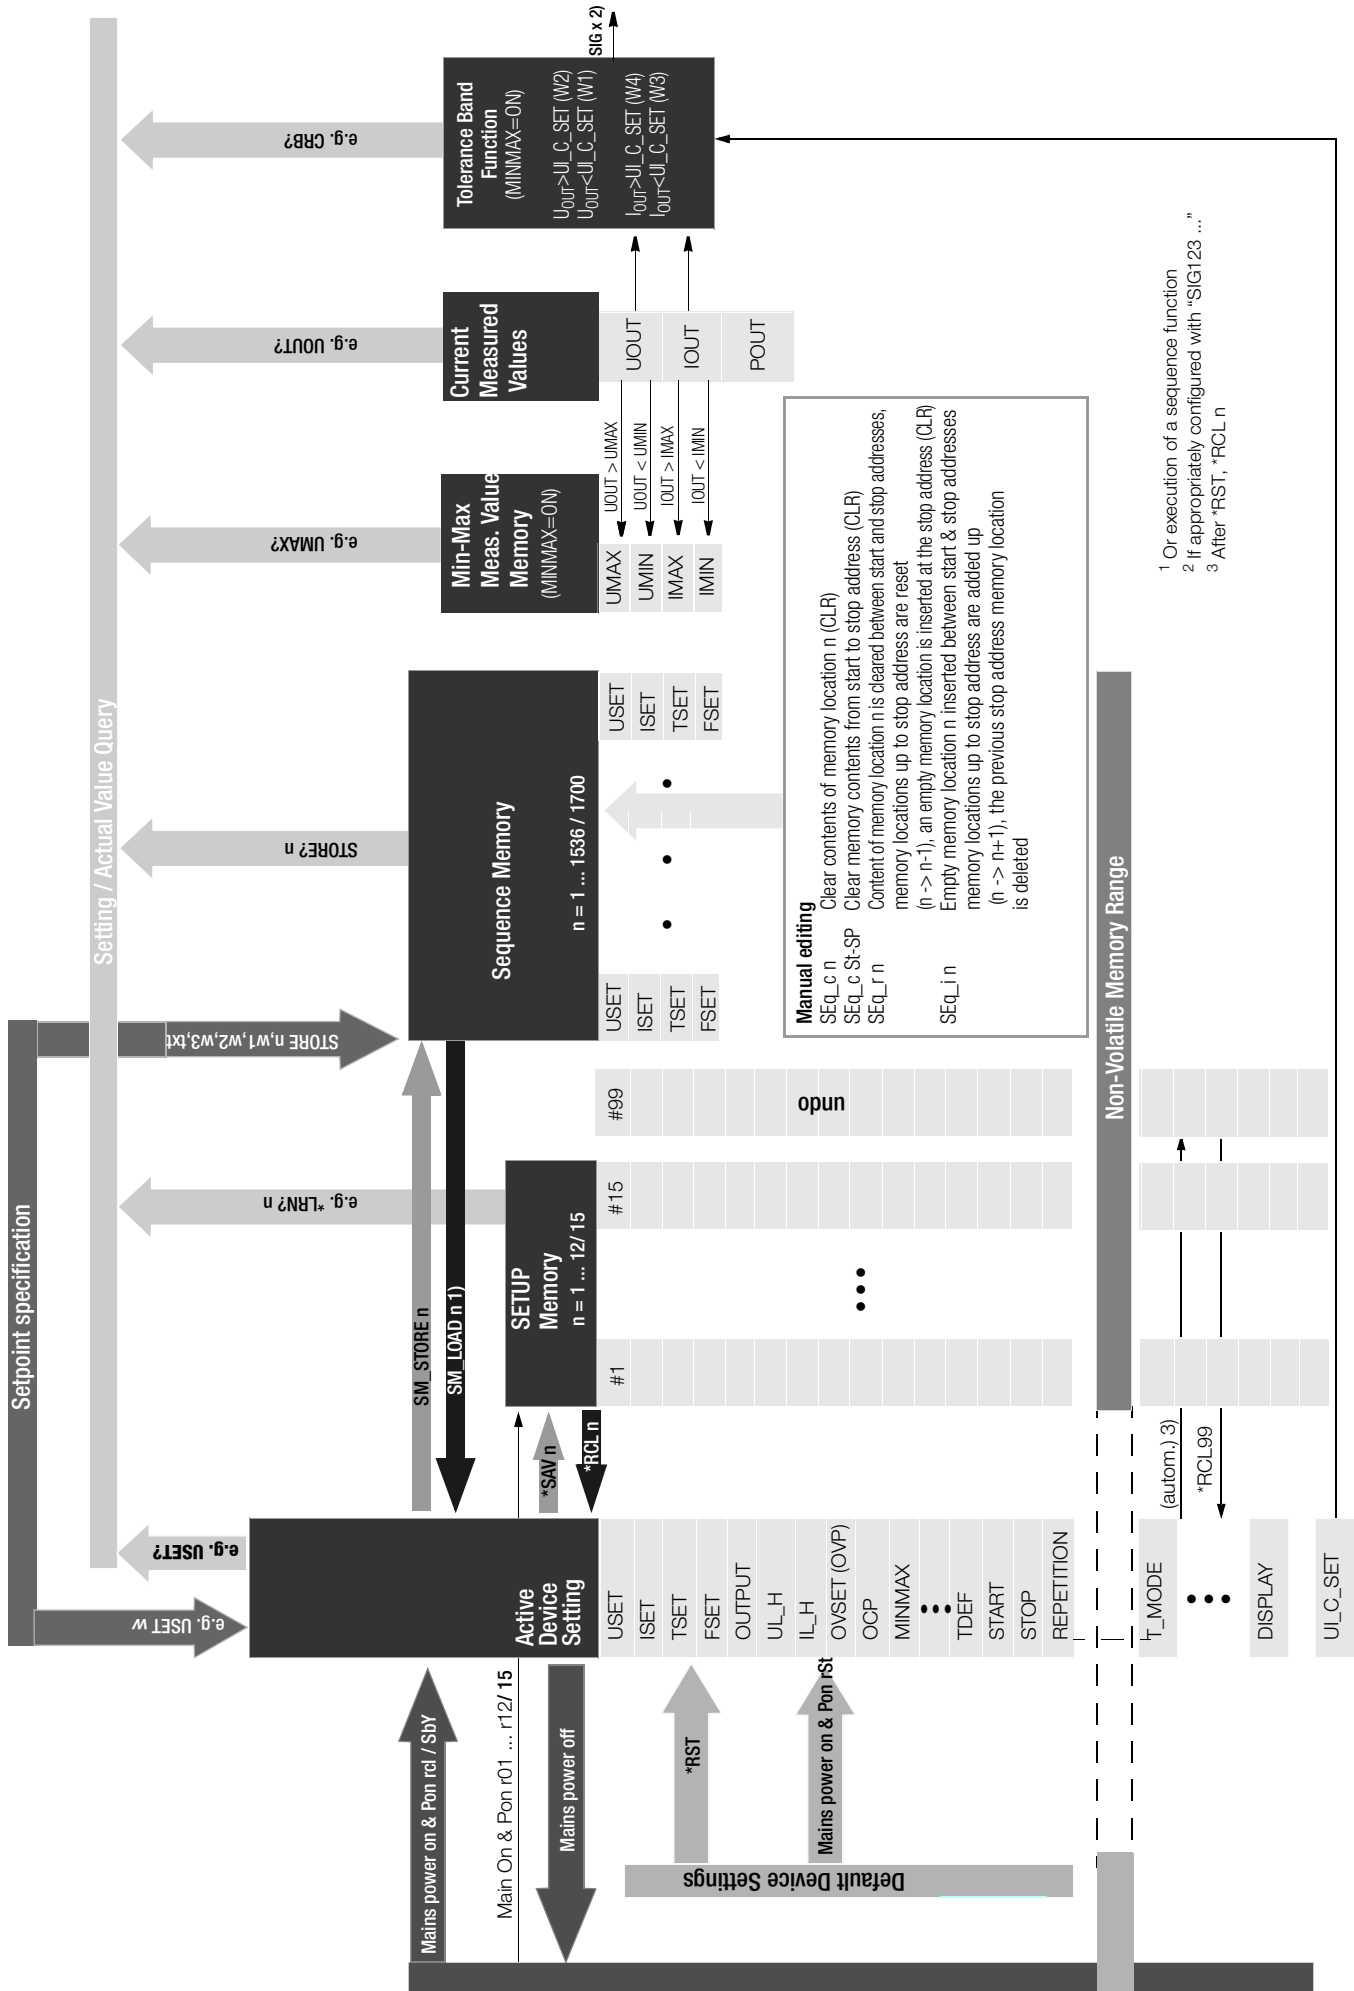 Setpoint specification
Setting / Actual Value Query
e.g. USET w
e.g. USET?
STORE n,w1,w2,w3,txt
e.g. *LRN? n
STORE? n
e.g. UMAX?
e.g. UOUT?
e.g. CRB?
Mains power on & Pon rcl / SbY
Main On & Pon r01 ... r12/ 15
Mains power off
*RST
Mains power on & Pon rSt
Default Device Settings
Active
Device
Setting
USET
ISET
TSET
FSET
OUTPUT
UL_H
IL_H
OVSET (OVP)
OCP
MINMAX
TDEF
START
STOP
REPETITION
T_MODE
DISPLAY
UI_C_SET
SM_STORE n
SM_LOAD n 1)
*SAV n
*RCL n
(autom.) 3)
*RCL99
SETUP
Memory
n = 1 ... 12/ 15
#1
#15
#99
undo
Sequence Memory
n = 1 ... 1536 / 1700
USET
ISET
TSET
FSET
USET
ISET
TSET
FSET
Manual editing
SEq_c n Clear contents of memory location n (CLR)
SEq_c St-SP Clear memory contents from start to stop address (CLR)
SEq_r n Content of memory location n is cleared between start and stop addresses,
memory locations up to stop address are reset
(n -> n-1), an empty memory location is inserted at the stop address (CLR)
SEq_i n Empty memory location n inserted between start & stop addresses
memory locations up to stop address are added up
(n -> n+1), the previous stop address memory location
is deleted
Non-Volatile Memory Range
Min-Max
Meas. Value
Memory
(MINMAX=ON)
UMAX
UMIN
IMAX
IMIN
UOUT > UMAX
UOUT < UMIN
IOUT > IMAX
IOUT < IMIN
Current
Measured
Values
UOUT
IOUT
POUT
Tolerance Band
Function
(MINMAX=ON)
UOUT>UI_C_SET (W2)
UOUT<UI_C_SET (W1)
IOUT>UI_C_SET (W4)
IOUT<UI_C_SET (W3)
SIG x 2)
1 Or execution of a sequence function
2 If appropriately configured with “SIG123 ...”
3 After *RST, *RCL n